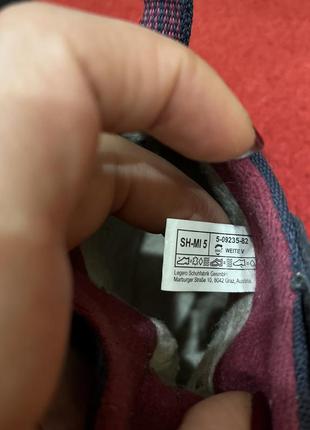 SH-MI 5
5-09235-82
WEITE V
Legero Schuhfabrik GesmbH
Marburger Straße 10, 8042 Graz, Austria